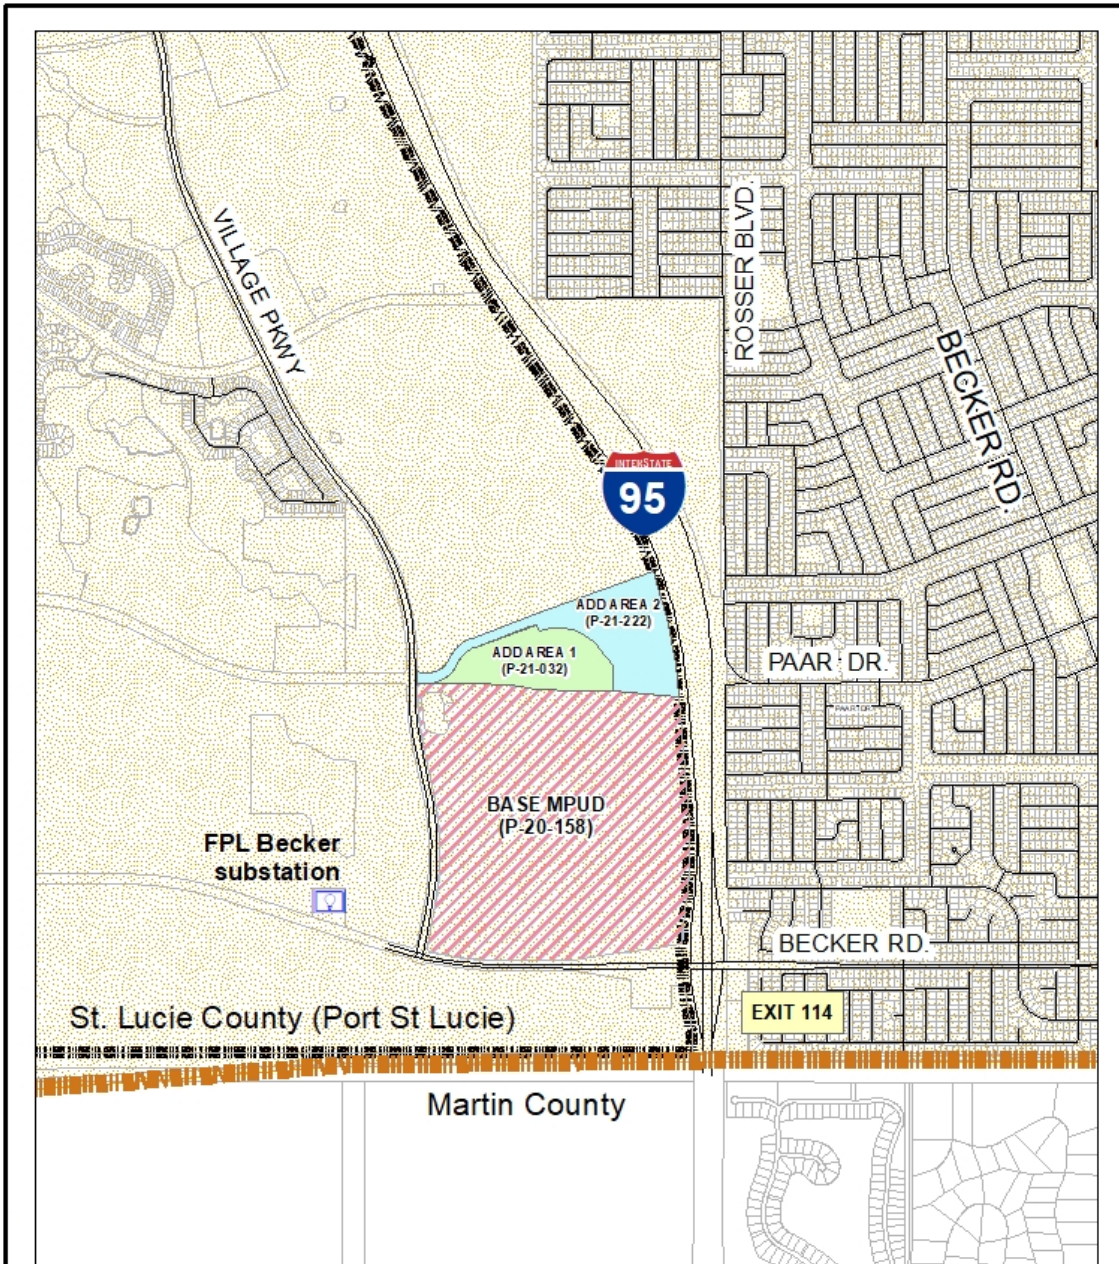 VILLAGE PKWY
ROSSER BLVD.
BECKER RD.
INTERSTATE
95
ADD AREA 2
(P-21-222)
ADD AREA 1
(P-21-032)
PAAR DR.
BASE MPUD
(P-20-158)
FPL Becker
substation
BECKER RD.
EXIT 114
St. Lucie County (Port St Lucie)
Martin County